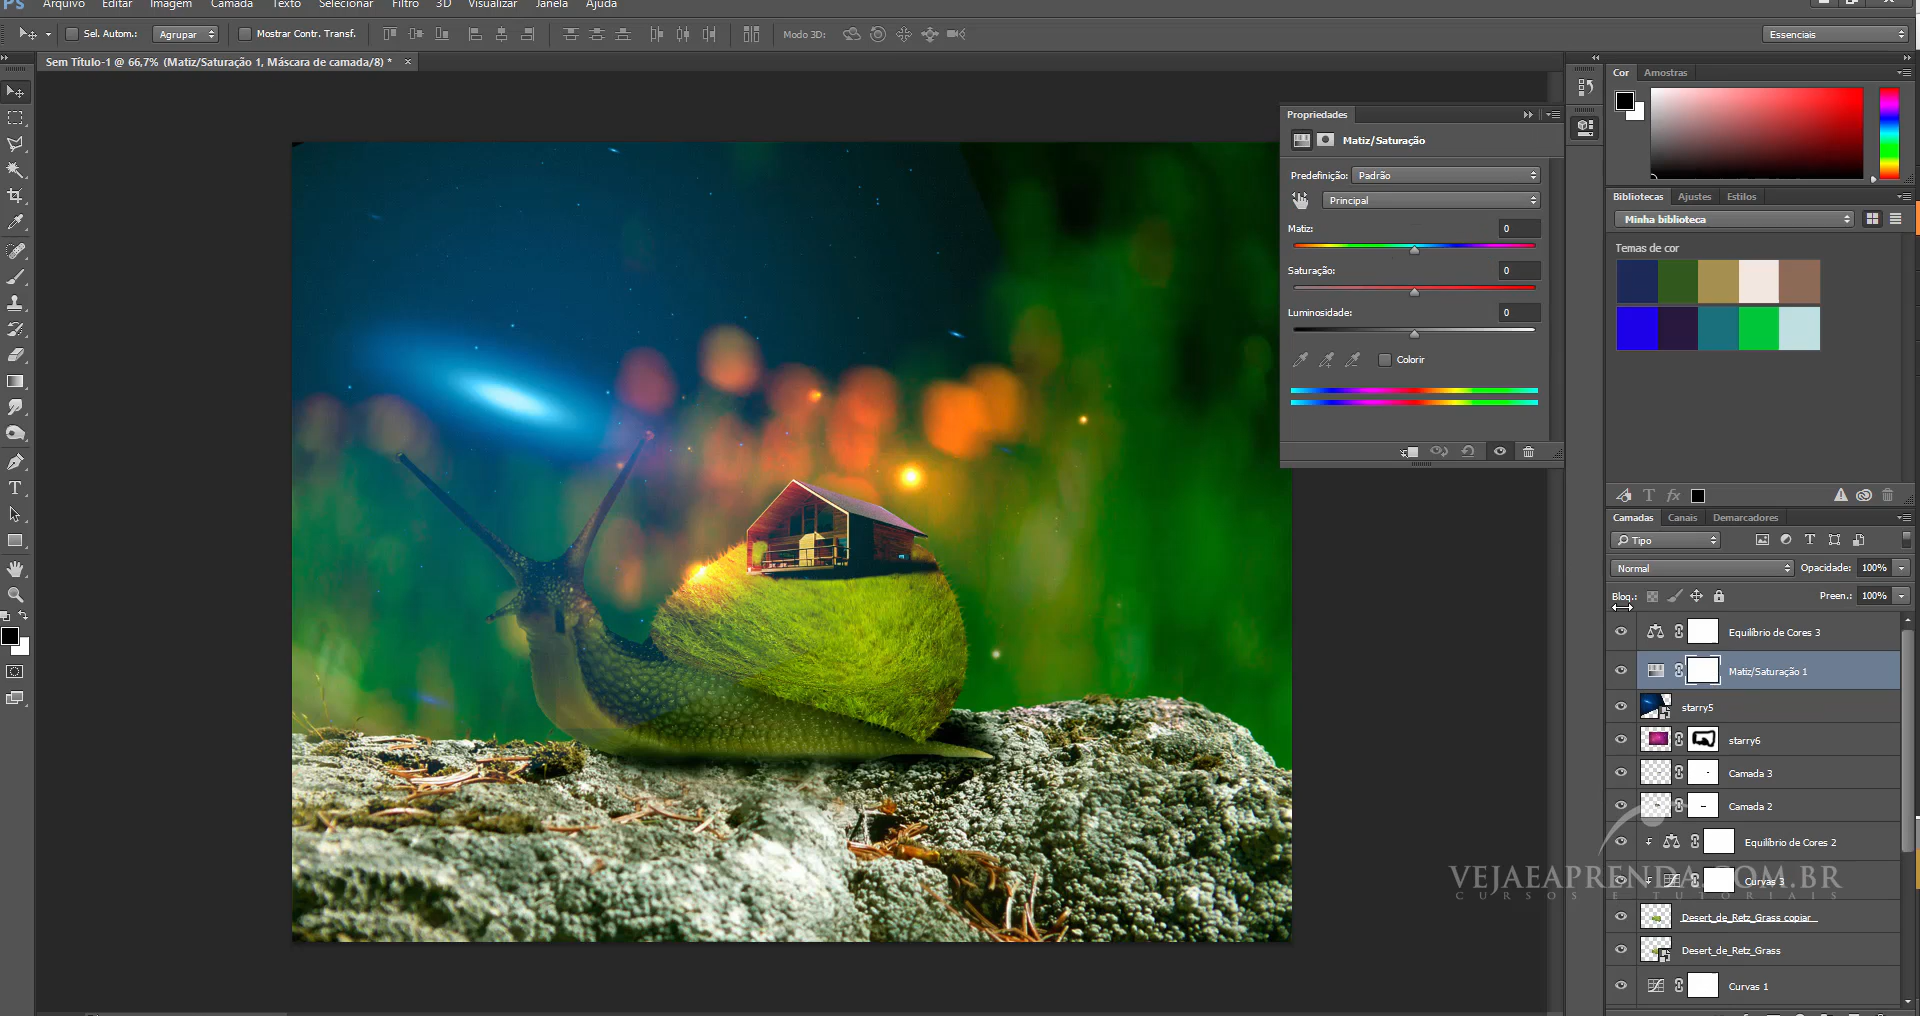 Ps Arquivo Editar Imagem Camada Texto Selecionar Filtro 3D Visualizar Janela Ajuda
Sel. Autom.: Agrupar Mostrar Contr. Transf. Modo 3D: Essenciais
Sem Título-1 @ 66,7% (Matiz/Saturação 1, Máscara de camada/8) * ×
Cor Amostras
Propriedades
Matiz/Saturação
Predefinição: Padrão
Principal
Matiz: 0
Saturação: 0
Luminosidade: 0
Colorir
Bibliotecas Ajustes Estilos
Minha biblioteca
Temas de cor
T fx
Camadas Canais Demarcadores
Tipo T
Normal Opacidade: 100%
Bloq.: Preen.: 100%
Equilíbrio de Cores 3
Matiz/Saturação 1
starry5
starry6
Camada 3
Camada 2
Equilíbrio de Cores 2
Curvas 3
Desert_de_Retz_Grass copiar
Desert_de_Retz_Grass
Curvas 1
VEJAEAPRENDA.COM.BR
CURSOS E TUTORIAIS